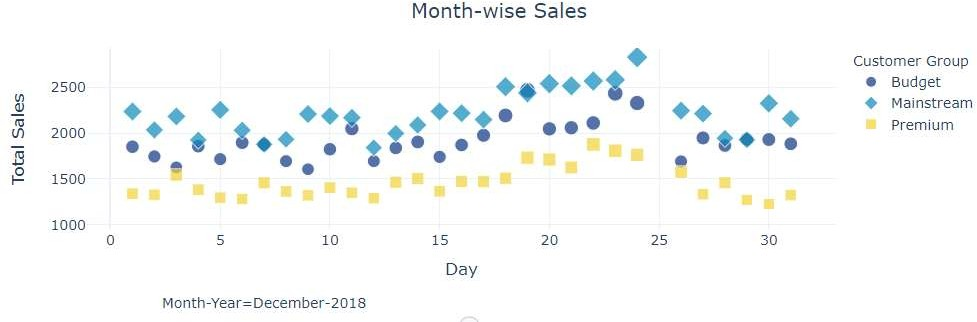 Month-wise Sales
Customer Group
Budget
Mainstream
Premium
Total Sales
2500
2000
1500
1000
0 5 10 15 20 25 30
Day
Month-Year=December-2018